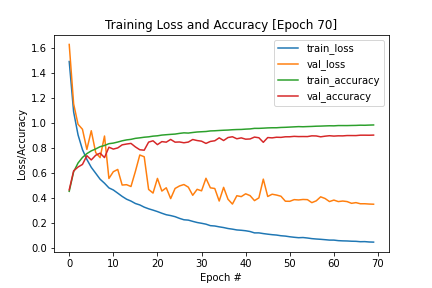 Training Loss and Accuracy [Epoch 70]
train_loss
val_loss
train_accuracy
val_accuracy
Loss/Accuracy
1.6
1.4
1.2
1.0
0.8
0.6
0.4
0.2
0.0
0 10 20 30 40 50 60 70
Epoch #